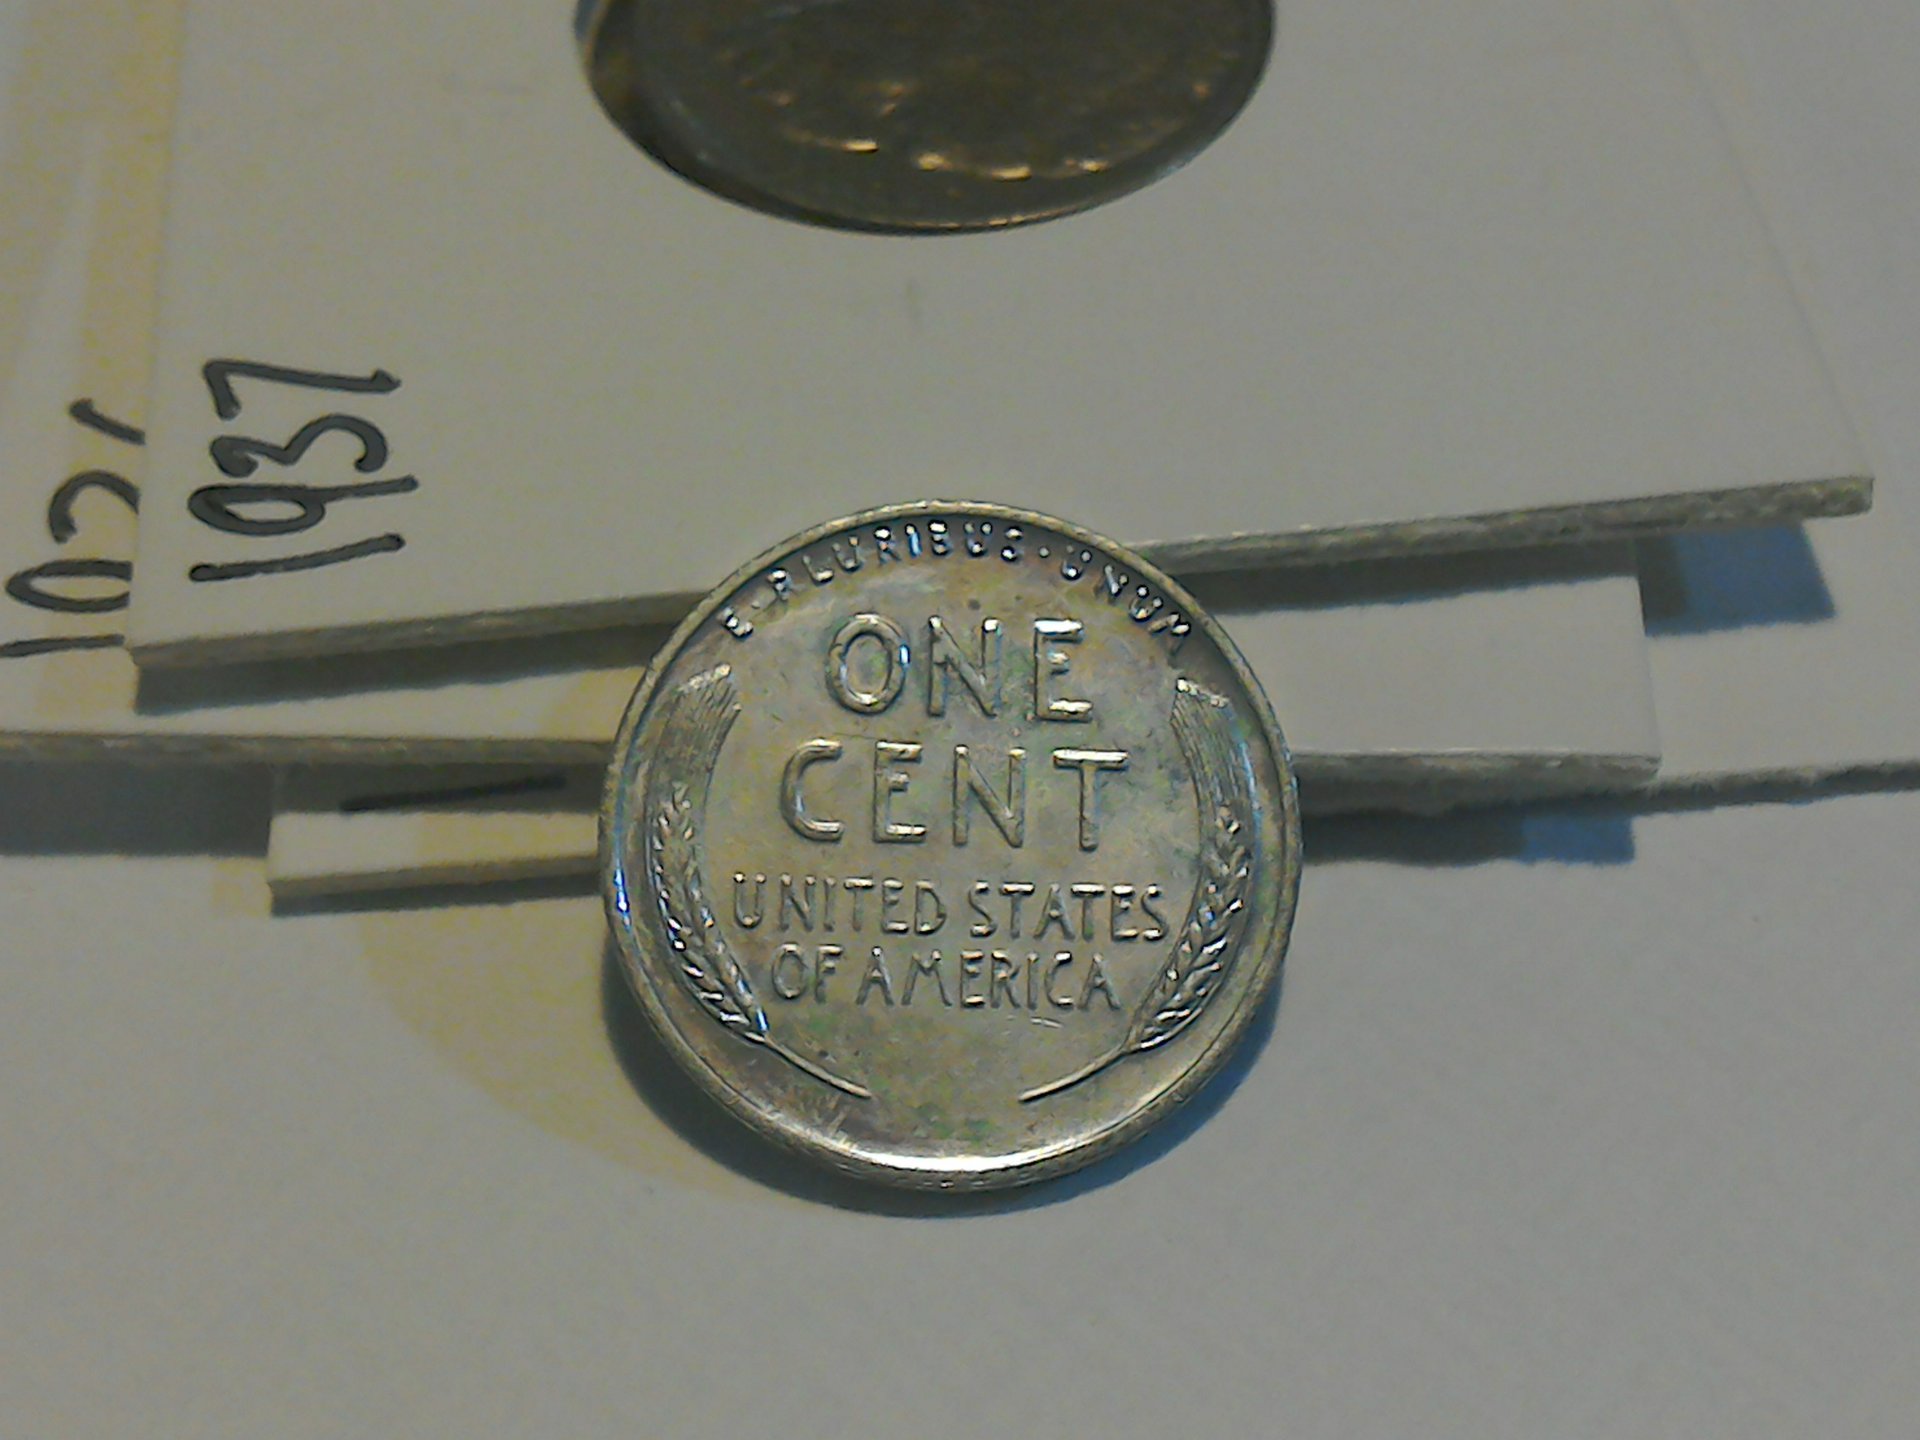 1937
E·PLURIBUS·UNUM
ONE
CENT
UNITED STATES
OF AMERICA